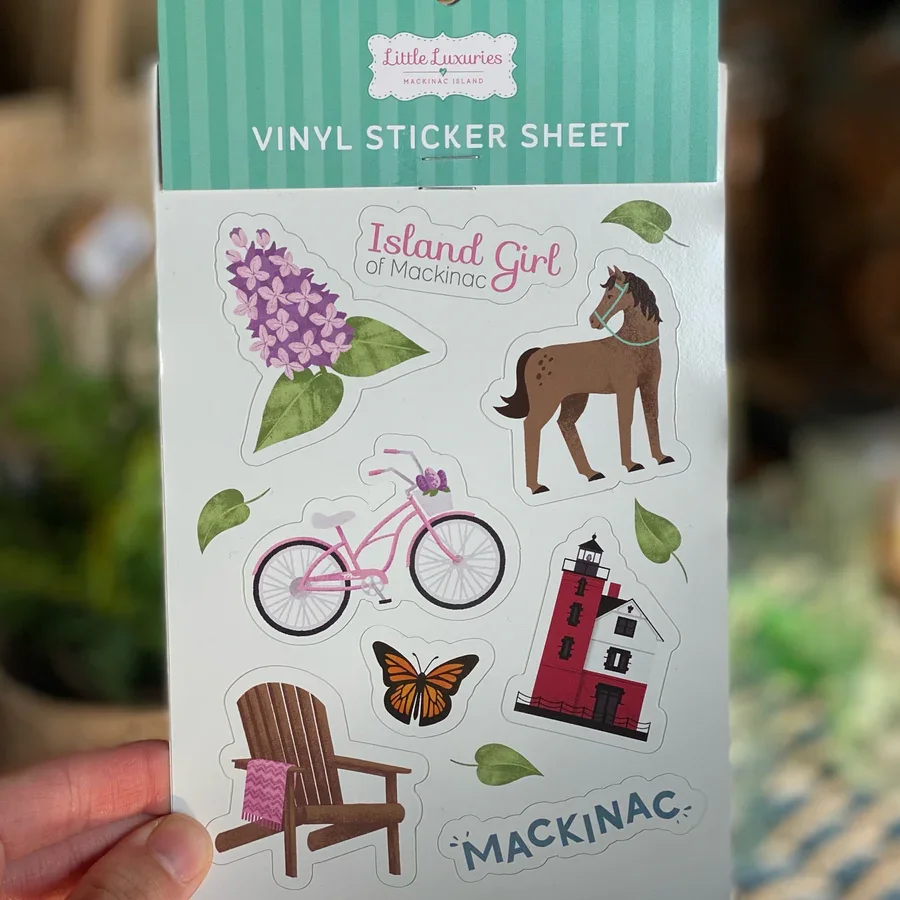 Little Luxuries
MACKINAC ISLAND
VINYL STICKER SHEET
Island Girl
of Mackinac
MACKINAC